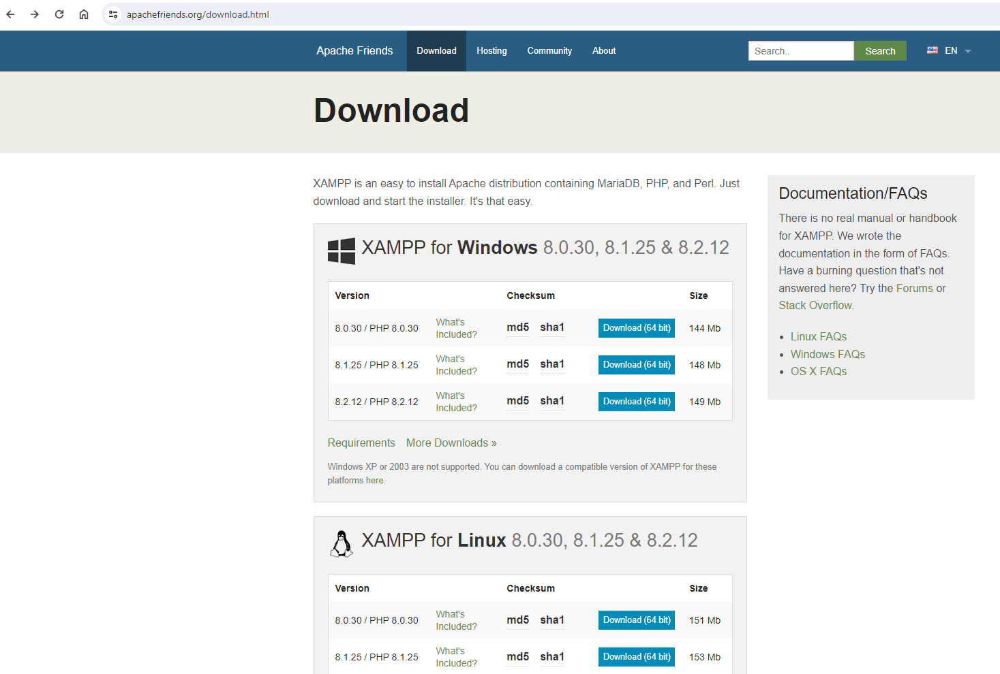 apachefriends.org/download.html
Apache Friends Download Hosting Community About Search.. Search EN
Download
XAMPP is an easy to install Apache distribution containing MariaDB, PHP, and Perl. Just
download and start the installer. It's that easy.
XAMPP for Windows 8.0.30, 8.1.25 & 8.2.12
Version Checksum Size
8.0.30 / PHP 8.0.30 What's
Included? md5 sha1 Download (64 bit) 144 Mb
8.1.25 / PHP 8.1.25 What's
Included? md5 sha1 Download (64 bit) 148 Mb
8.2.12 / PHP 8.2.12 What's
Included? md5 sha1 Download (64 bit) 149 Mb
Requirements More Downloads »
Windows XP or 2003 are not supported. You can download a compatible version of XAMPP for these
platforms here.
XAMPP for Linux 8.0.30, 8.1.25 & 8.2.12
Version Checksum Size
8.0.30 / PHP 8.0.30 What's
Included? md5 sha1 Download (64 bit) 151 Mb
8.1.25 / PHP 8.1.25 What's
Included? md5 sha1 Download (64 bit) 153 Mb
Documentation/FAQs
There is no real manual or handbook
for XAMPP. We wrote the
documentation in the form of FAQs.
Have a burning question that's not
answered here? Try the Forums or
Stack Overflow.
• Linux FAQs
• Windows FAQs
• OS X FAQs